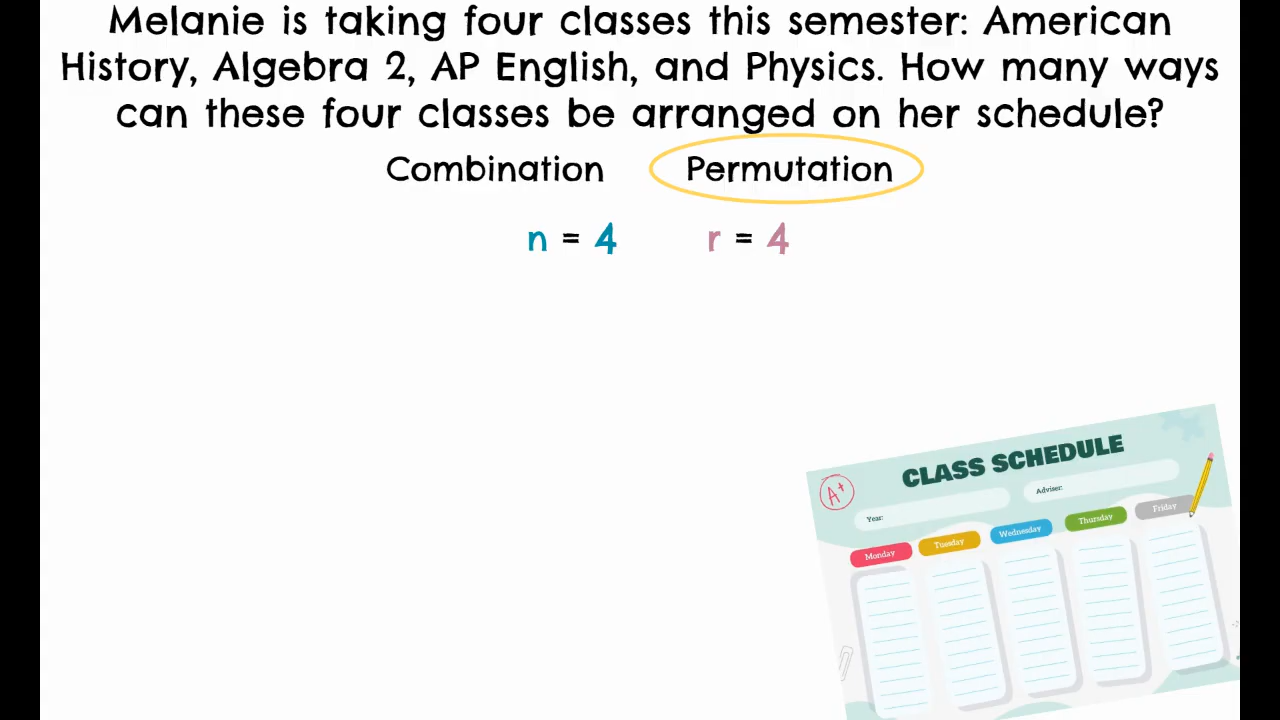 Melanie is taking four classes this semester: American
History, Algebra 2, AP English, and Physics. How many ways
can these four classes be arranged on her schedule?
Combination Permutation
n = 4 r = 4
CLASS SCHEDULE
A+
Year: Adviser:
Monday Tuesday Wednesday Thursday Friday